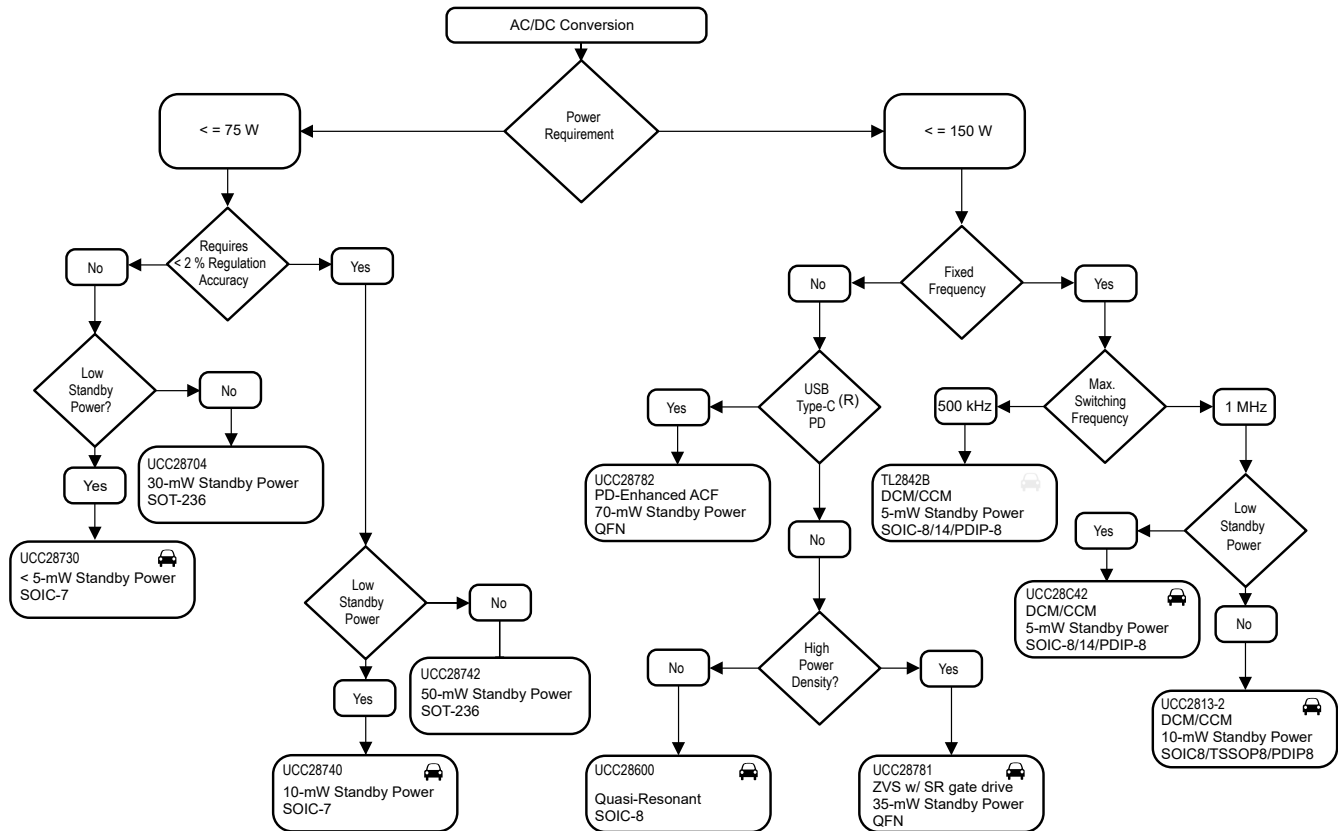 AC/DC Conversion
Power
Requirement
< = 75 W
< = 150 W
Requires
< 2 % Regulation
Accuracy
No
Yes
Fixed
Frequency
No
Yes
Low
Standby
Power?
No
Yes
UCC28704
30-mW Standby Power
SOT-236
UCC28730
< 5-mW Standby Power
SOIC-7
Low
Standby
Power
No
Yes
UCC28742
50-mW Standby Power
SOT-236
UCC28740
10-mW Standby Power
SOIC-7
USB
Type-C (R)
PD
Yes
No
UCC28782
PD-Enhanced ACF
70-mW Standby Power
QFN
High
Power
Density?
No
Yes
UCC28600
Quasi-Resonant
SOIC-8
UCC28781
ZVS w/ SR gate drive
35-mW Standby Power
QFN
Max.
Switching
Frequency
500 kHz
1 MHz
TL2842B
DCM/CCM
5-mW Standby Power
SOIC-8/14/PDIP-8
Low
Standby
Power
Yes
No
UCC28C42
DCM/CCM
5-mW Standby Power
SOIC-8/14/PDIP-8
UCC2813-2
DCM/CCM
10-mW Standby Power
SOIC8/TSSOP8/PDIP8